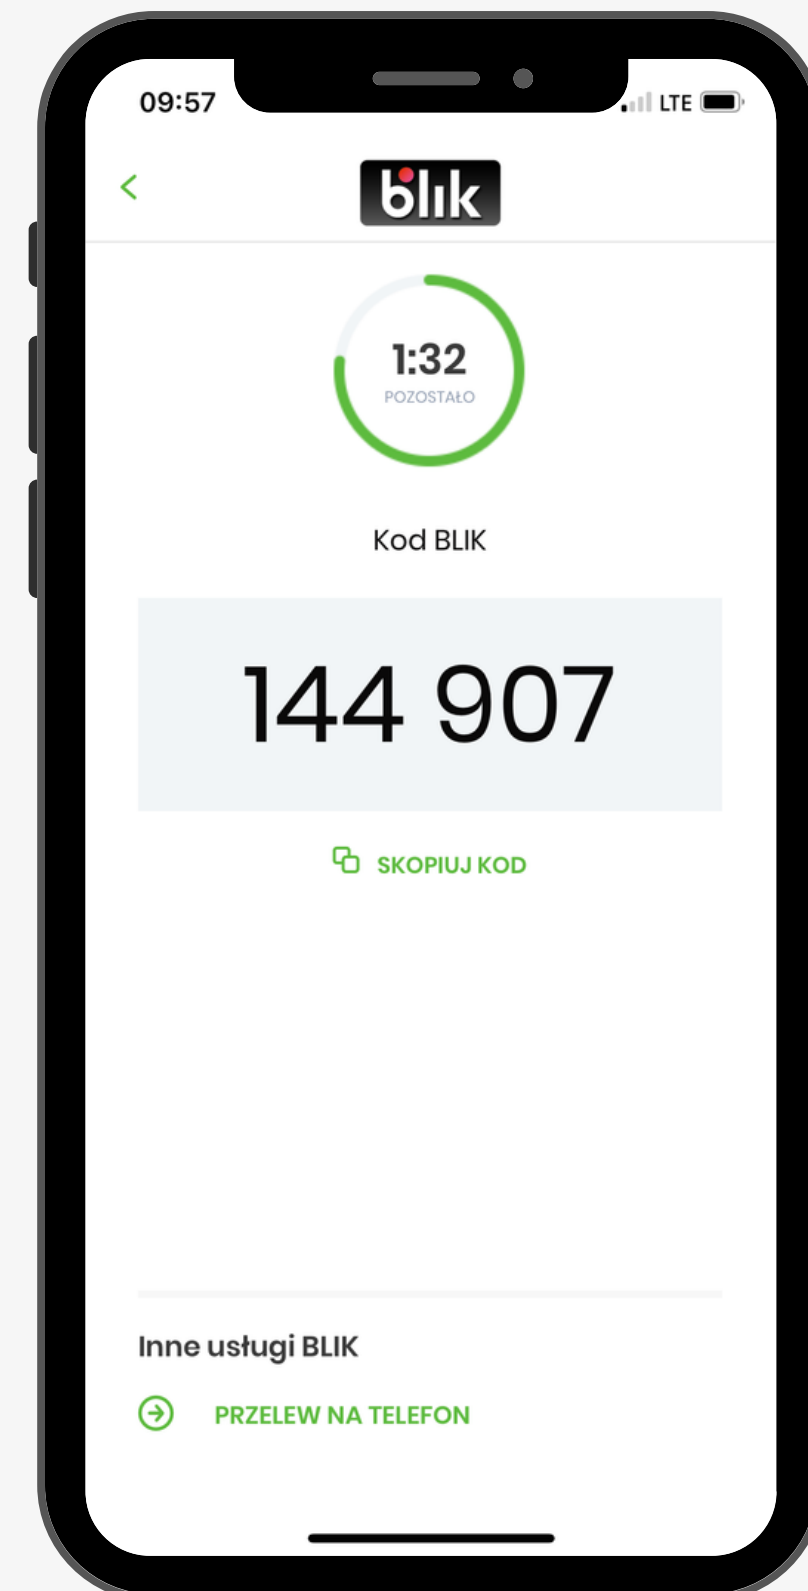 09:57
LTE
blik
1:32
POZOSTAŁO
Kod BLIK
144 907
SKOPIUJ KOD
Inne usługi BLIK
PRZELEW NA TELEFON